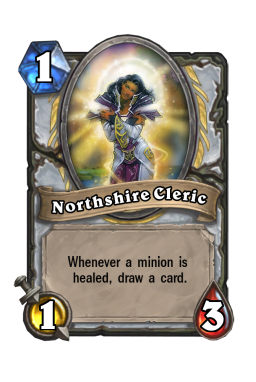 1
Northshire Cleric
Whenever a minion is
healed, draw a card.
1
3